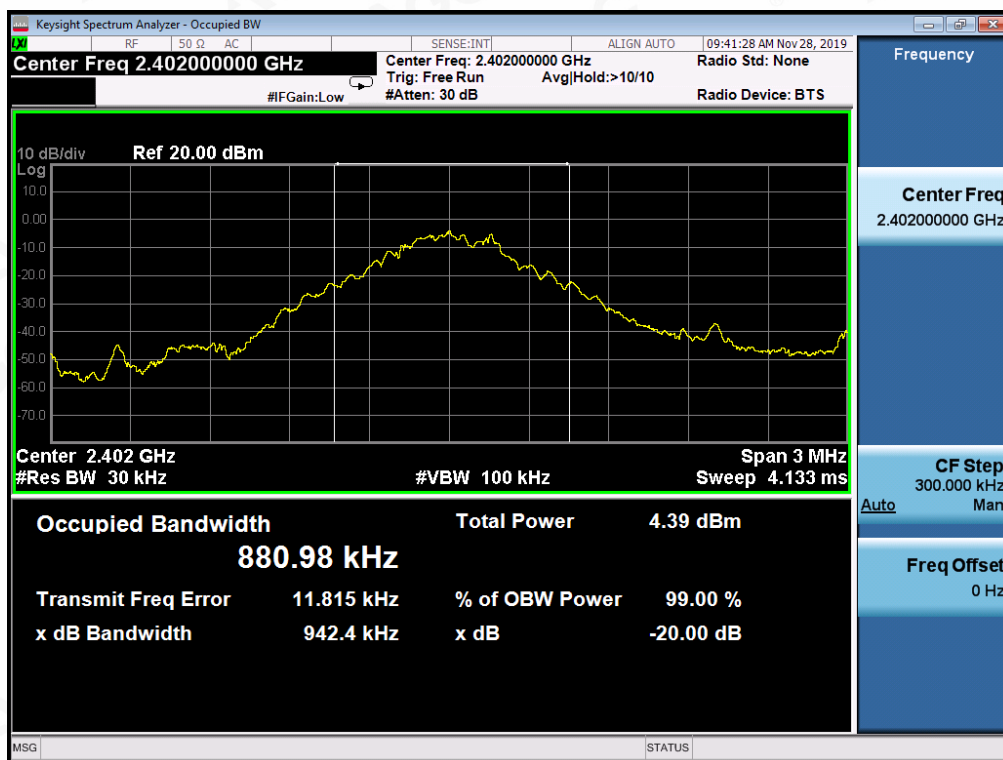 Keysight Spectrum Analyzer - Occupied BW
LXI RF 50 Ω AC SENSE:INT ALIGN AUTO 09:41:28 AM Nov 28, 2019
Center Freq 2.402000000 GHz
Center Freq: 2.402000000 GHz
Radio Std: None
Trig: Free Run Avg|Hold:>10/10
#IFGain:Low
#Atten: 30 dB
Radio Device: BTS
10 dB/div Ref 20.00 dBm
Log
10.0
0.00
-10.0
-20.0
-30.0
-40.0
-50.0
-60.0
-70.0
Center 2.402 GHz Span 3 MHz
#Res BW 30 kHz #VBW 100 kHz Sweep 4.133 ms
Occupied Bandwidth Total Power 4.39 dBm
880.98 kHz
Transmit Freq Error 11.815 kHz % of OBW Power 99.00 %
x dB Bandwidth 942.4 kHz x dB -20.00 dB
MSG STATUS
Frequency
Center Freq
2.402000000 GHz
CF Step
300.000 kHz
Auto Man
Freq Offset
0 Hz